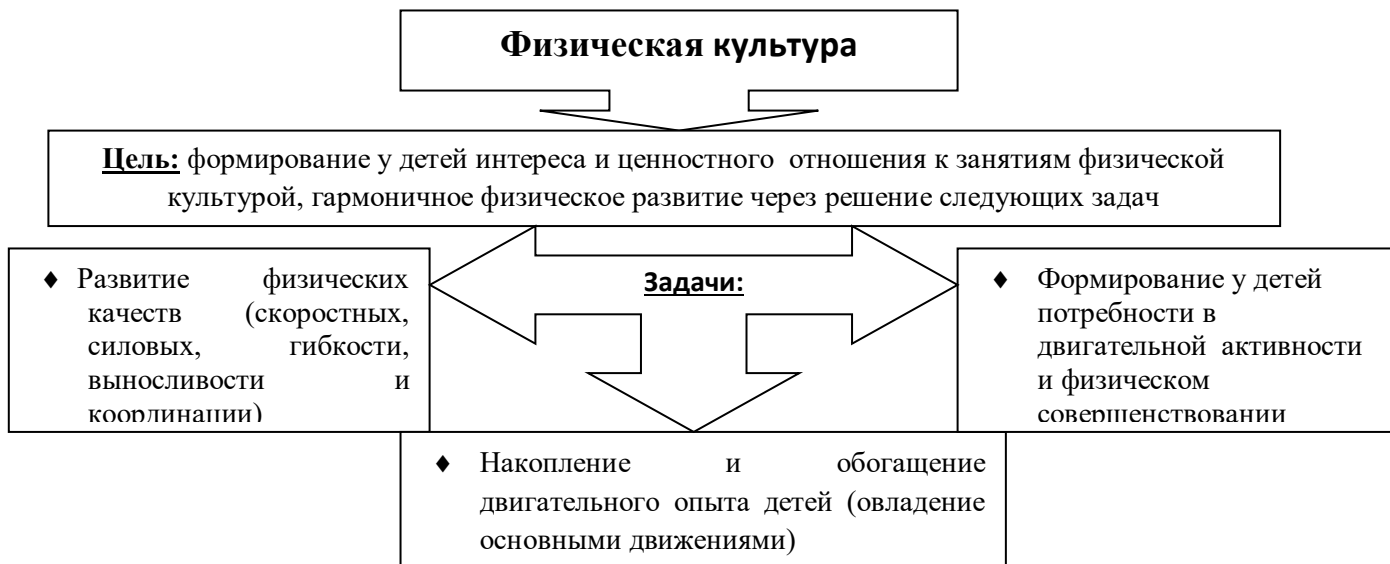 Физическая культура
Цель: формирование у детей интереса и ценностного отношения к занятиям физической
культурой, гармоничное физическое развитие через решение следующих задач
Задачи:
♦ Развитие физических
качеств (скоростных,
силовых, гибкости,
выносливости и
координации)
♦ Формирование у детей
потребности в
двигательной активности
и физическом
совершенствовании
♦ Накопление и обогащение
двигательного опыта детей (овладение
основными движениями)